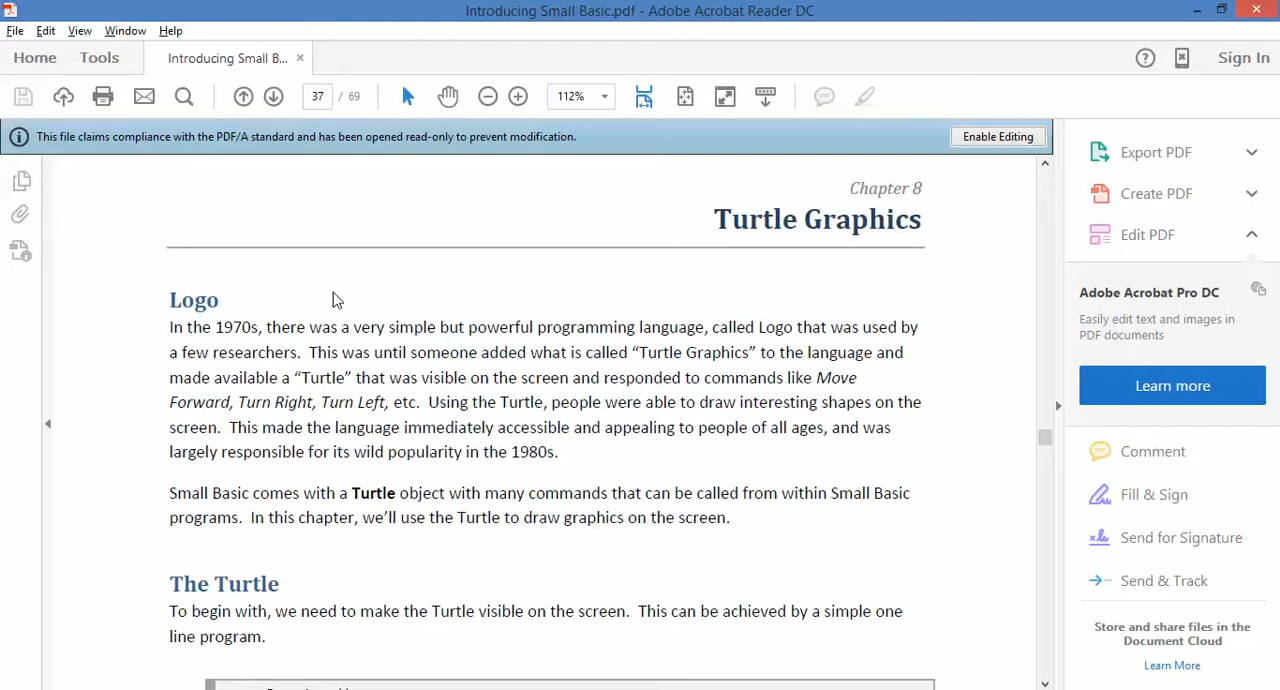 Introducing Small Basic.pdf - Adobe Acrobat Reader DC
File Edit View Window Help
Home Tools Introducing Small B... × Sign In
37 / 69 112%
This file claims compliance with the PDF/A standard and has been opened read-only to prevent modification. Enable Editing
Chapter 8
Turtle Graphics
Logo
In the 1970s, there was a very simple but powerful programming language, called Logo that was used by
a few researchers.  This was until someone added what is called “Turtle Graphics” to the language and
made available a “Turtle” that was visible on the screen and responded to commands like Move
Forward, Turn Right, Turn Left, etc.  Using the Turtle, people were able to draw interesting shapes on the
screen.  This made the language immediately accessible and appealing to people of all ages, and was
largely responsible for its wild popularity in the 1980s.
Small Basic comes with a Turtle object with many commands that can be called from within Small Basic
programs.  In this chapter, we’ll use the Turtle to draw graphics on the screen.
The Turtle
To begin with, we need to make the Turtle visible on the screen.  This can be achieved by a simple one
line program.
Export PDF
Create PDF
Edit PDF
Adobe Acrobat Pro DC
Easily edit text and images in
PDF documents
Learn more
Comment
Fill & Sign
Send for Signature
Send & Track
Store and share files in the
Document Cloud
Learn More